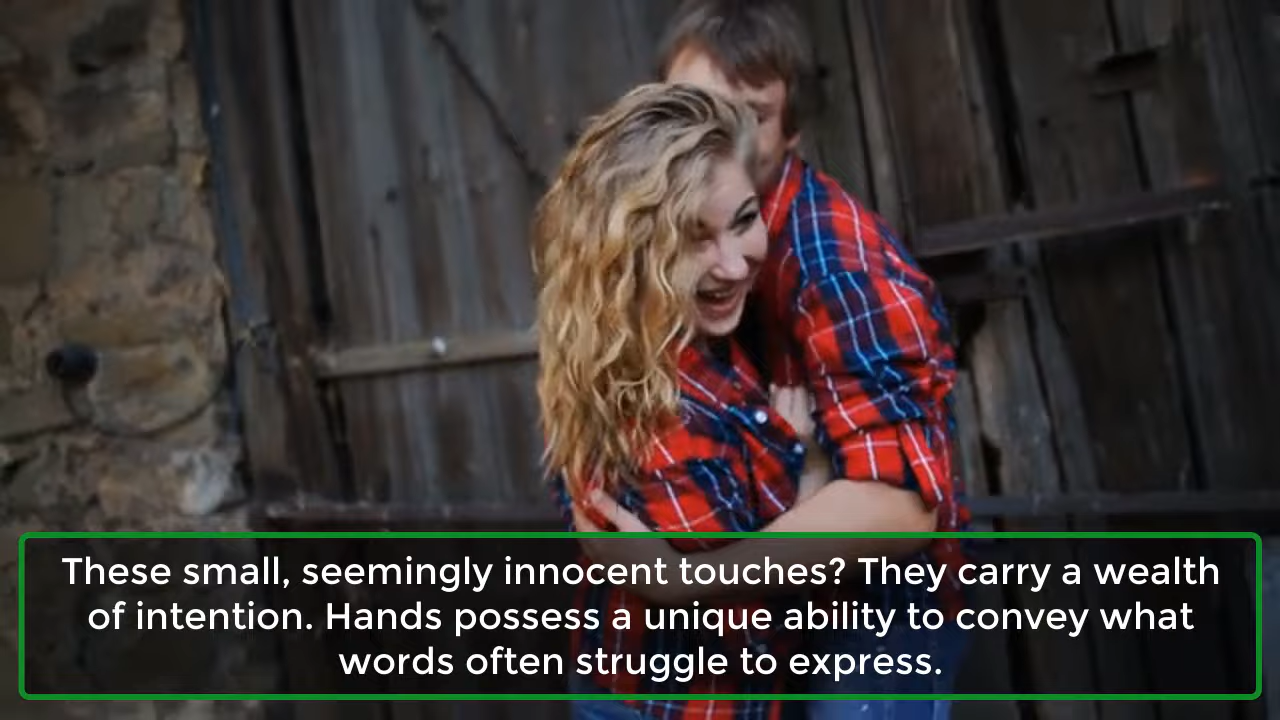 These small, seemingly innocent touches? They carry a wealth
of intention. Hands possess a unique ability to convey what
words often struggle to express.